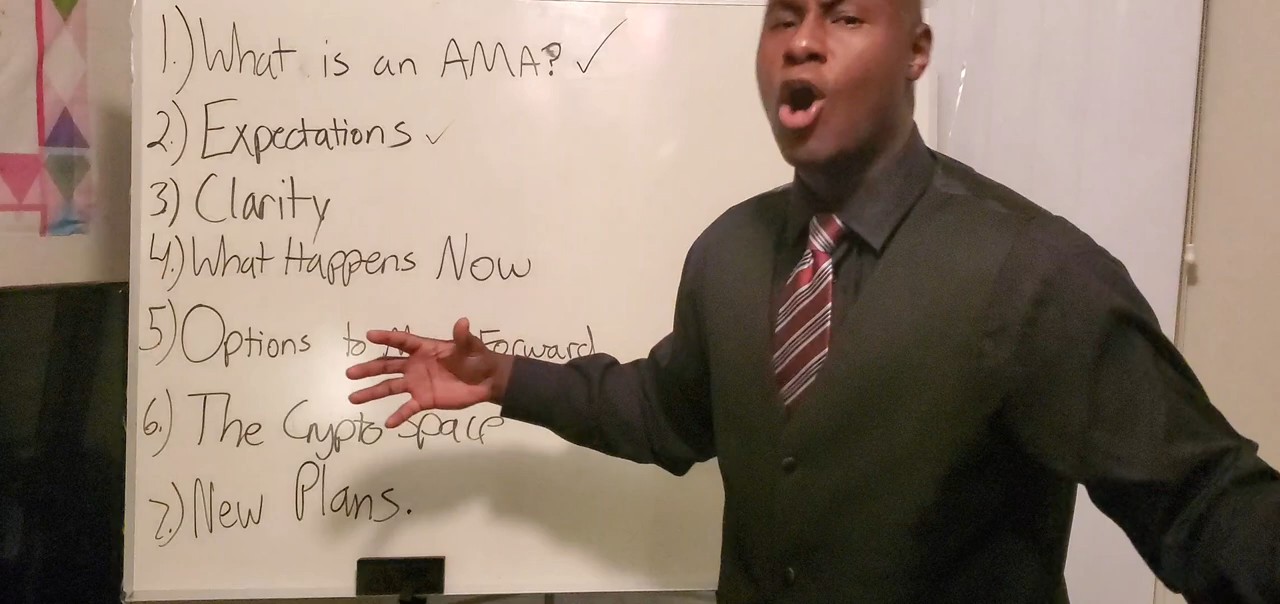 1.) What is an AMA? ✓
2.) Expectations ✓
3) Clarity
4.) What Happens Now
5) Options to Forward
6.) The Crypto Space
7.) New Plans.